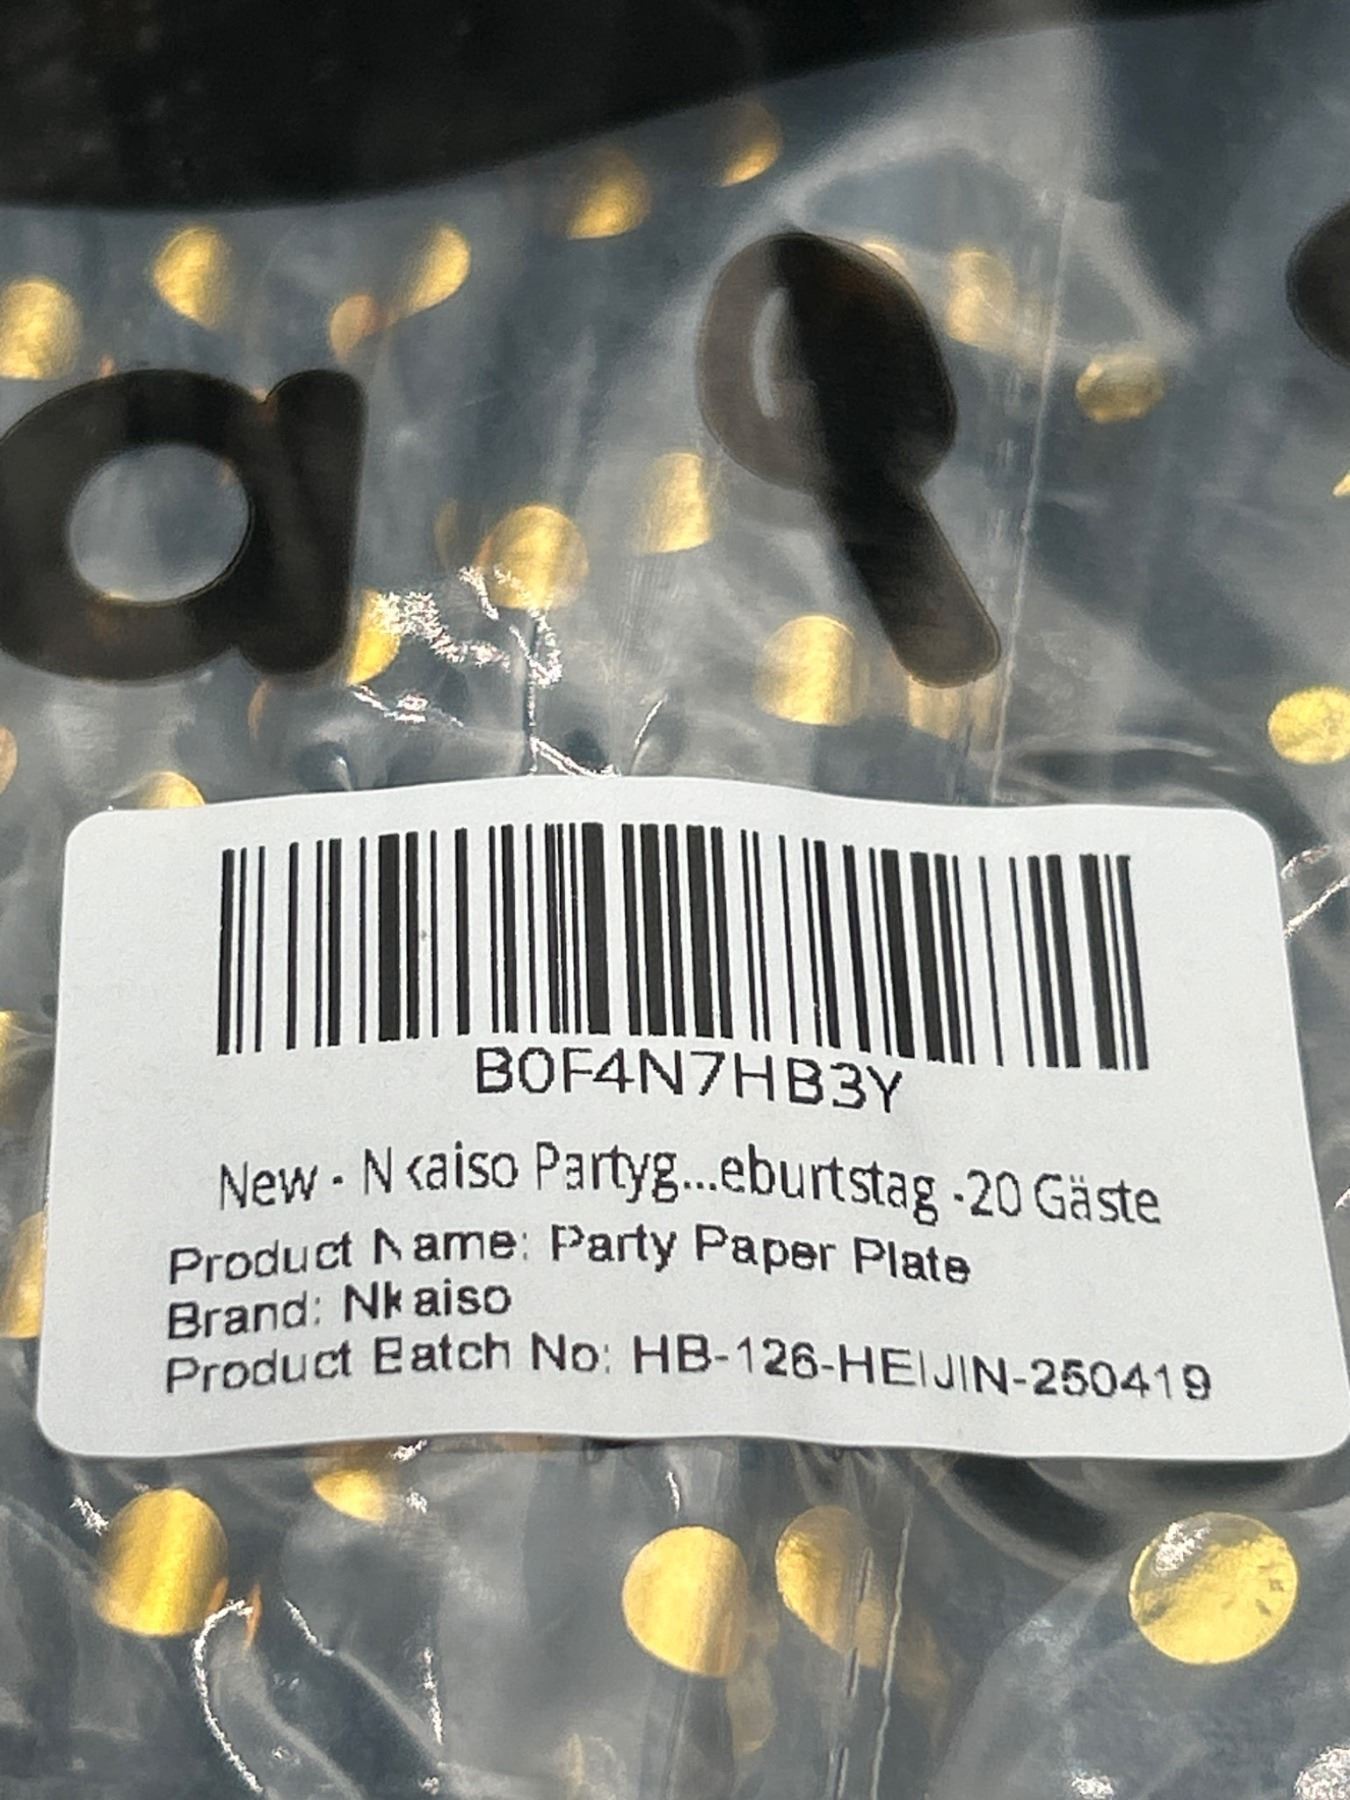 B0F4N7HB3Y
New - Nkaiso Partyg...eburtstag -20 Gäste
Product Name: Party Paper Plate
Brand: Nkaiso
Product Batch No: HB-126-HEIJIN-250419